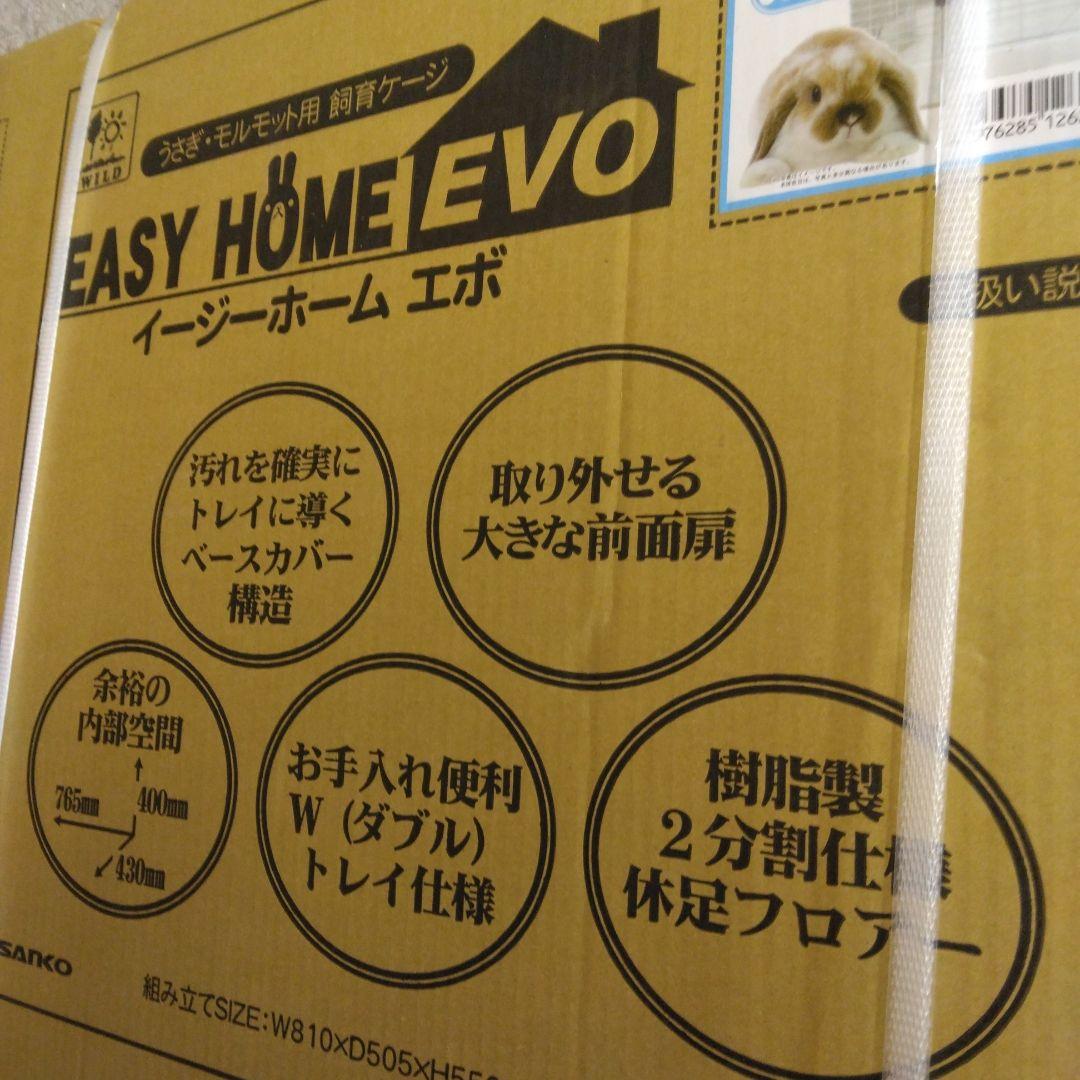 WILD
うさぎ・モルモット用 飼育ケージ
EASY HOME EVO
イージーホーム エボ
76285 126
扱い説
汚れを確実に
トレイに導く
ベースカバー
構造
取り外せる
大きな前面扉
余裕の
内部空間
765mm
400mm
430mm
お手入れ便利
W (ダブル)
トレイ仕様
樹脂製
2分割仕様
休足フロアー
SANKO
組み立てSIZE:W810×D505×H55